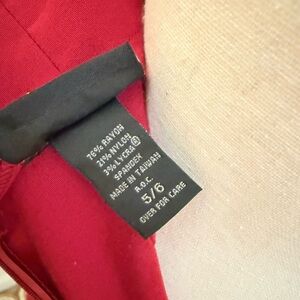 76% RAYON
21% NYLON
3% LYCRA®
SPANDEX
MADE IN TAIWAN
R.O.C.
5/6
OVER FOR CARE